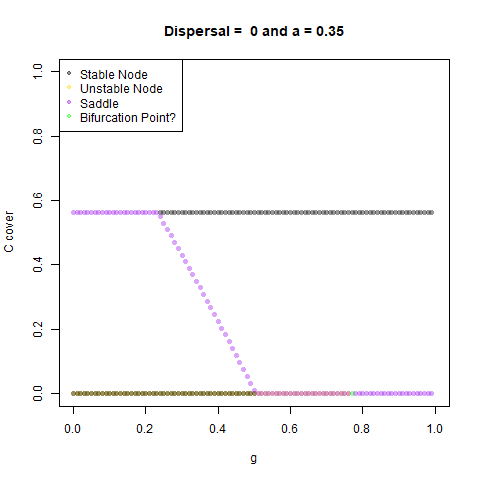 Dispersal =  0 and a = 0.35
Stable Node
Unstable Node
Saddle
Bifurcation Point?
C cover
1.0
0.8
0.6
0.4
0.2
0.0
0.0 0.2 0.4 0.6 0.8 1.0
g